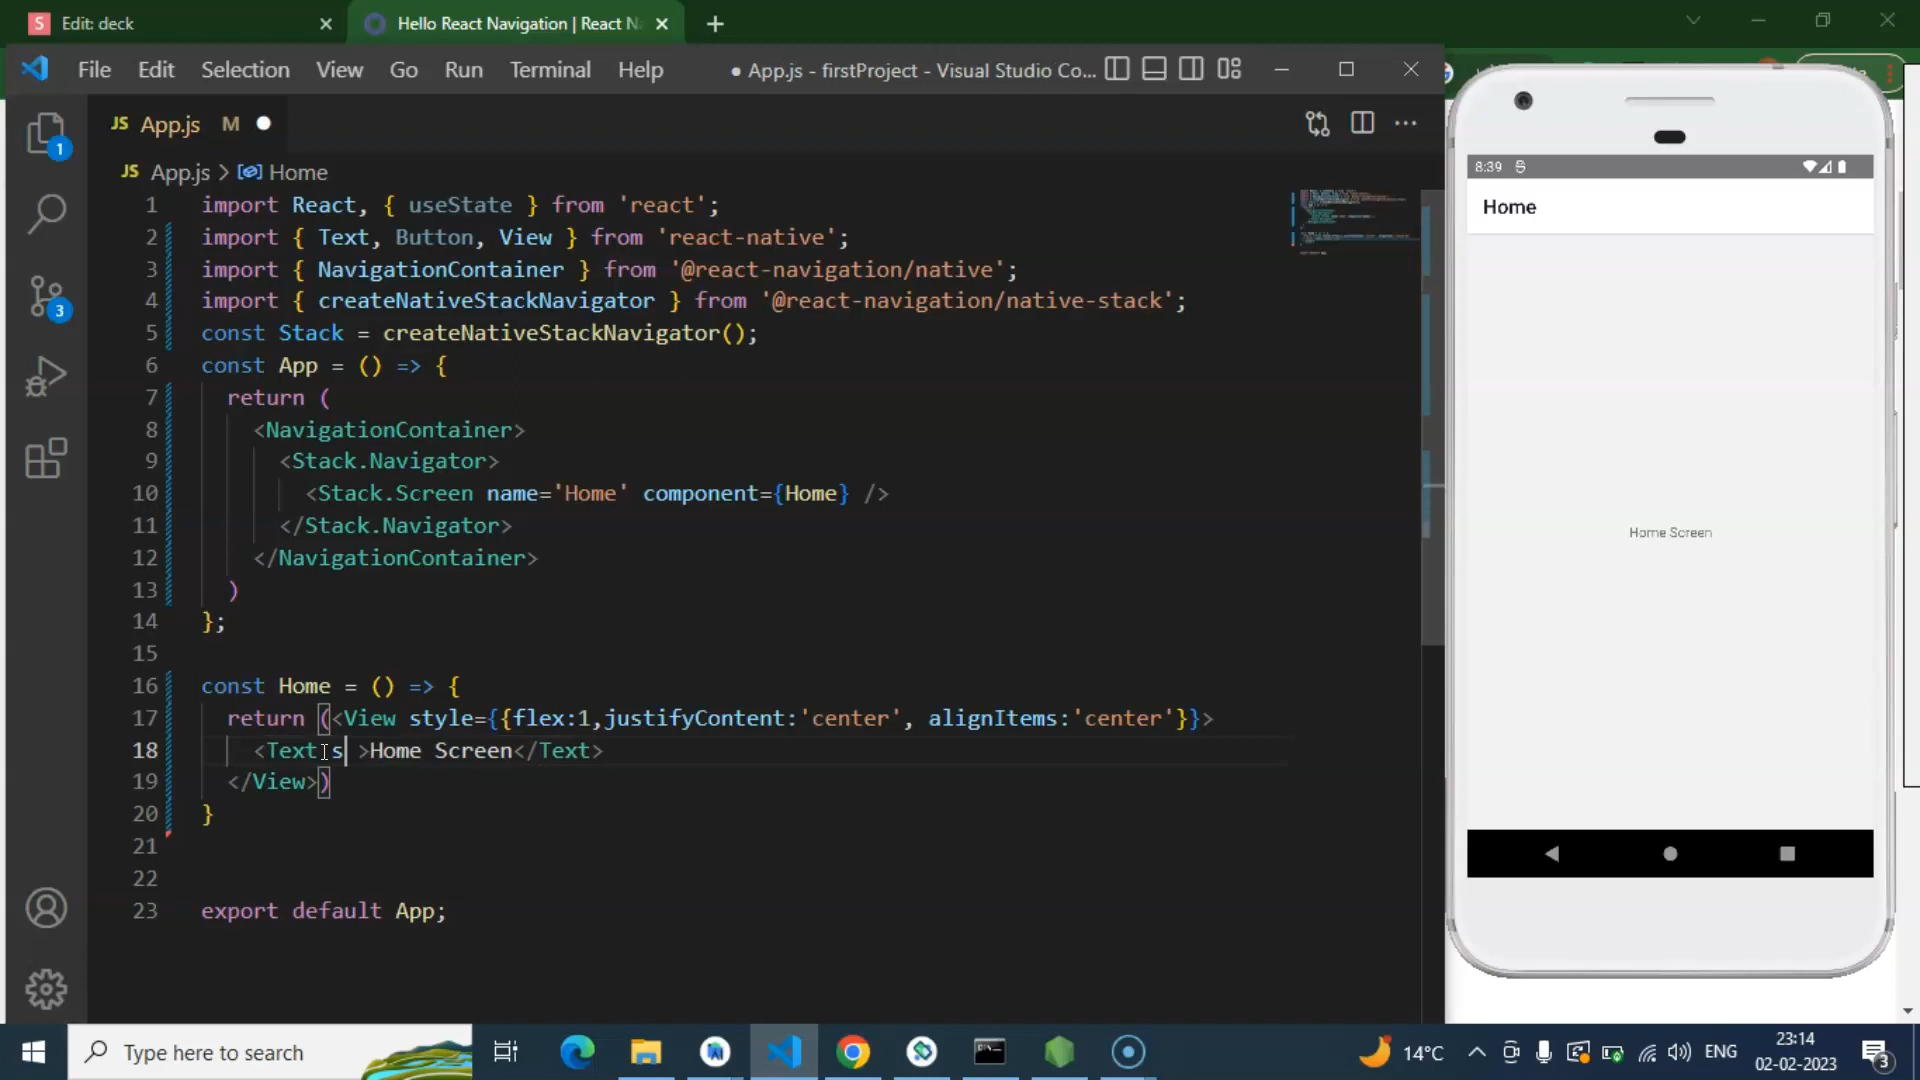 Edit: deck
Hello React Navigation | React N
File Edit Selection View Go Run Terminal Help
● App.js - firstProject - Visual Studio Co...
JS App.js M
JS App.js > Home
1 import React, { useState } from 'react';
2 import { Text, Button, View } from 'react-native';
3 import { NavigationContainer } from '@react-navigation/native';
4 import { createNativeStackNavigator } from '@react-navigation/native-stack';
5 const Stack = createNativeStackNavigator();
6 const App = () => {
7 return (
8 <NavigationContainer>
9 <Stack.Navigator>
10 <Stack.Screen name='Home' component={Home} />
11 </Stack.Navigator>
12 </NavigationContainer>
13 )
14 };
15
16 const Home = () => {
17 return (<View style={{flex:1,justifyContent:'center', alignItems:'center'}}>
18 <Text s >Home Screen</Text>
19 </View>)
20 }
21
22
23 export default App;
1
3
8:39
Home
Home Screen
Type here to search
14°C
ENG
23:14
02-02-2023
3